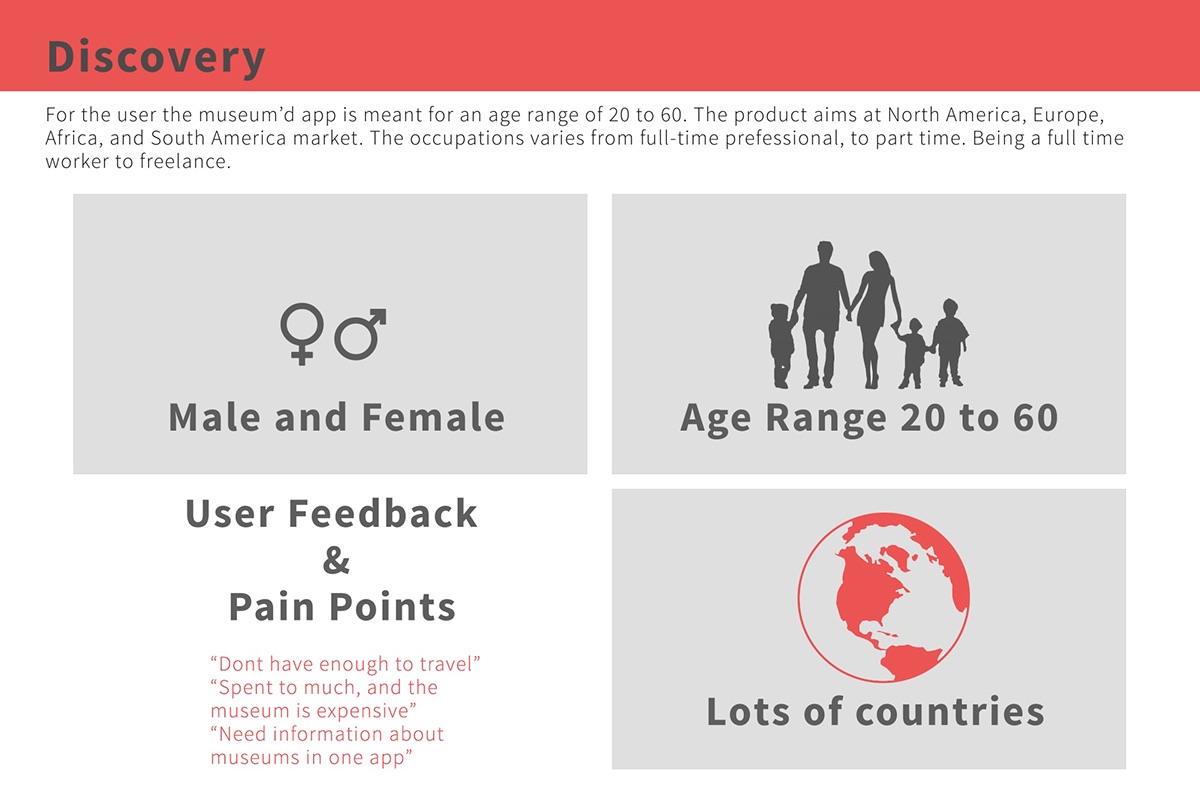 Discovery
For the user the museum’d app is meant for an age range of 20 to 60. The product aims at North America, Europe,
Africa, and South America market. The occupations varies from full-time prefessional, to part time. Being a full time
worker to freelance.
Male and Female
Age Range 20 to 60
User Feedback
&
Pain Points
“Dont have enough to travel”
“Spent to much, and the
museum is expensive”
“Need information about
museums in one app”
Lots of countries